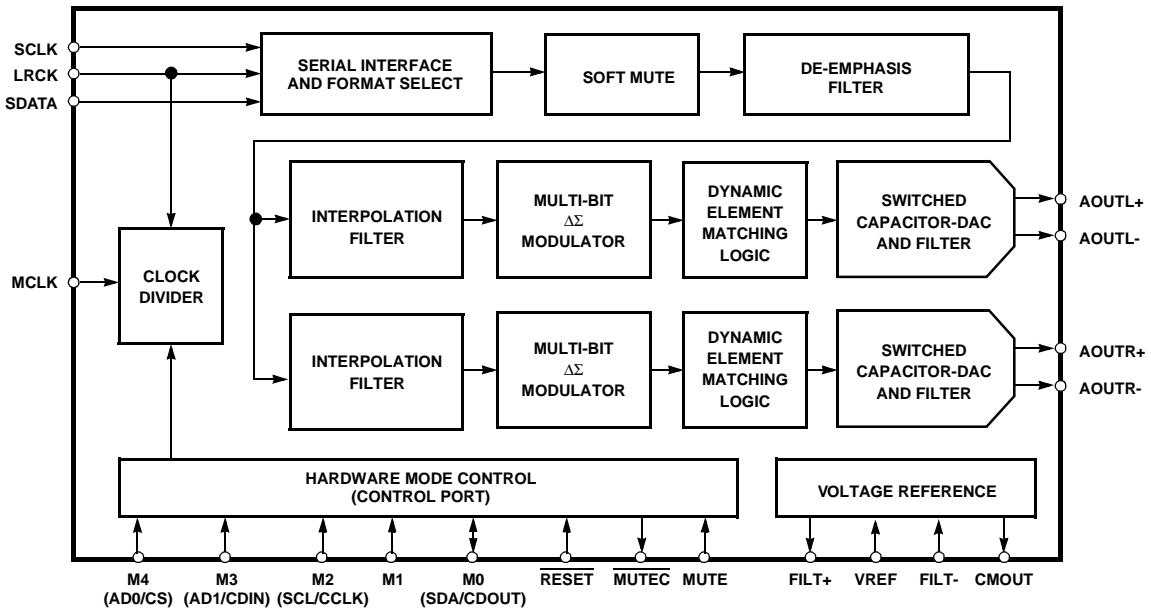 SCLK
LRCK
SDATA
SERIAL INTERFACE
AND FORMAT SELECT
SOFT MUTE
DE-EMPHASIS
FILTER
INTERPOLATION
FILTER
MULTI-BIT
ΔΣ
MODULATOR
DYNAMIC
ELEMENT
MATCHING
LOGIC
SWITCHED
CAPACITOR-DAC
AND FILTER
AOUTL+
AOUTL-
MCLK
CLOCK
DIVIDER
INTERPOLATION
FILTER
MULTI-BIT
ΔΣ
MODULATOR
DYNAMIC
ELEMENT
MATCHING
LOGIC
SWITCHED
CAPACITOR-DAC
AND FILTER
AOUTR+
AOUTR-
HARDWARE MODE CONTROL
(CONTROL PORT)
VOLTAGE REFERENCE
M4
(AD0/CS)
M3
(AD1/CDIN)
M2
(SCL/CCLK)
M1
M0
(SDA/CDOUT)
RESET
MUTEC
MUTE
FILT+
VREF
FILT-
CMOUT